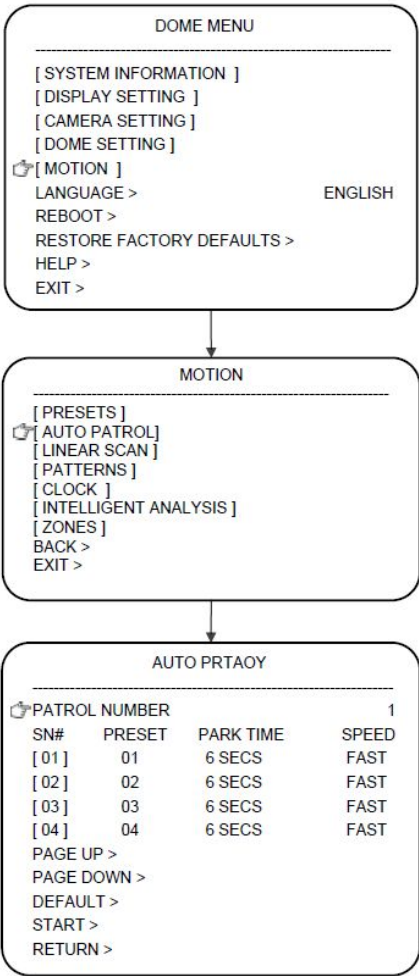 DOME MENU
[ SYSTEM INFORMATION ]
[ DISPLAY SETTING ]
[ CAMERA SETTING ]
[ DOME SETTING ]
[ MOTION ]
LANGUAGE > ENGLISH
REBOOT >
RESTORE FACTORY DEFAULTS >
HELP >
EXIT >
MOTION
[ PRESETS ]
[ AUTO PATROL]
[ LINEAR SCAN ]
[ PATTERNS ]
[ CLOCK ]
[ INTELLIGENT ANALYSIS ]
[ ZONES ]
BACK >
EXIT >
AUTO PRTAOY
PATROL NUMBER 1
SN# PRESET PARK TIME SPEED
[ 01 ] 01 6 SECS FAST
[ 02 ] 02 6 SECS FAST
[ 03 ] 03 6 SECS FAST
[ 04 ] 04 6 SECS FAST
PAGE UP >
PAGE DOWN >
DEFAULT >
START >
RETURN >